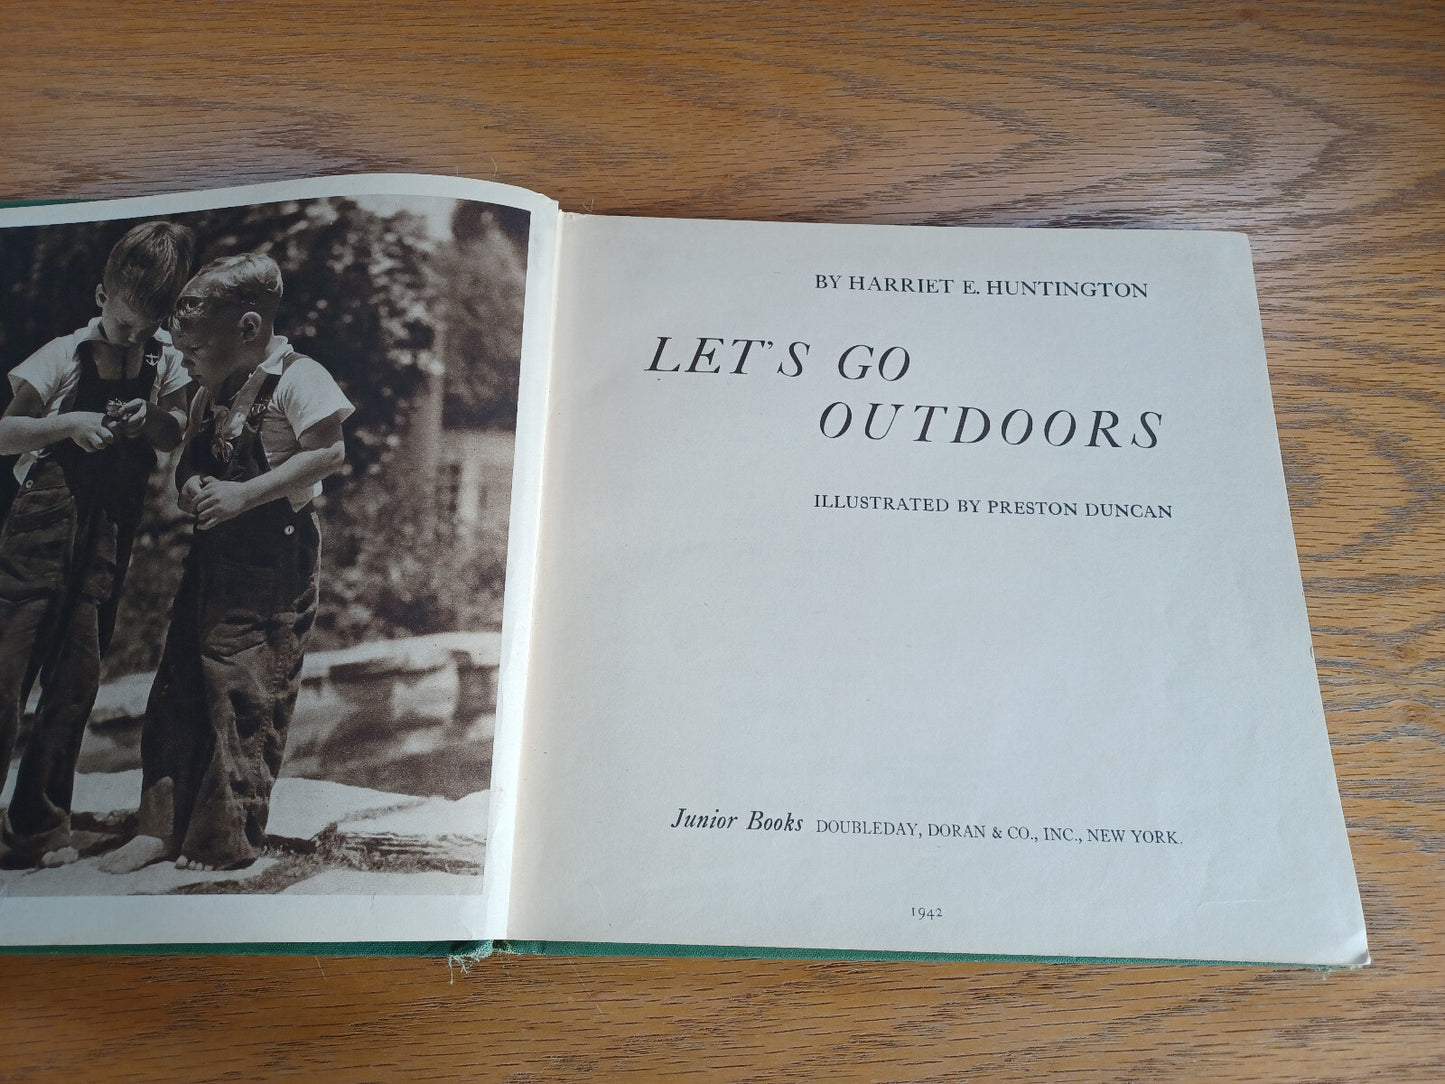 BY HARRIET E. HUNTINGTON
LET'S GO
OUTDOORS
ILLUSTRATED BY PRESTON DUNCAN
Junior Books DOUBLEDAY, DORAN & CO., INC., NEW YORK.
1942